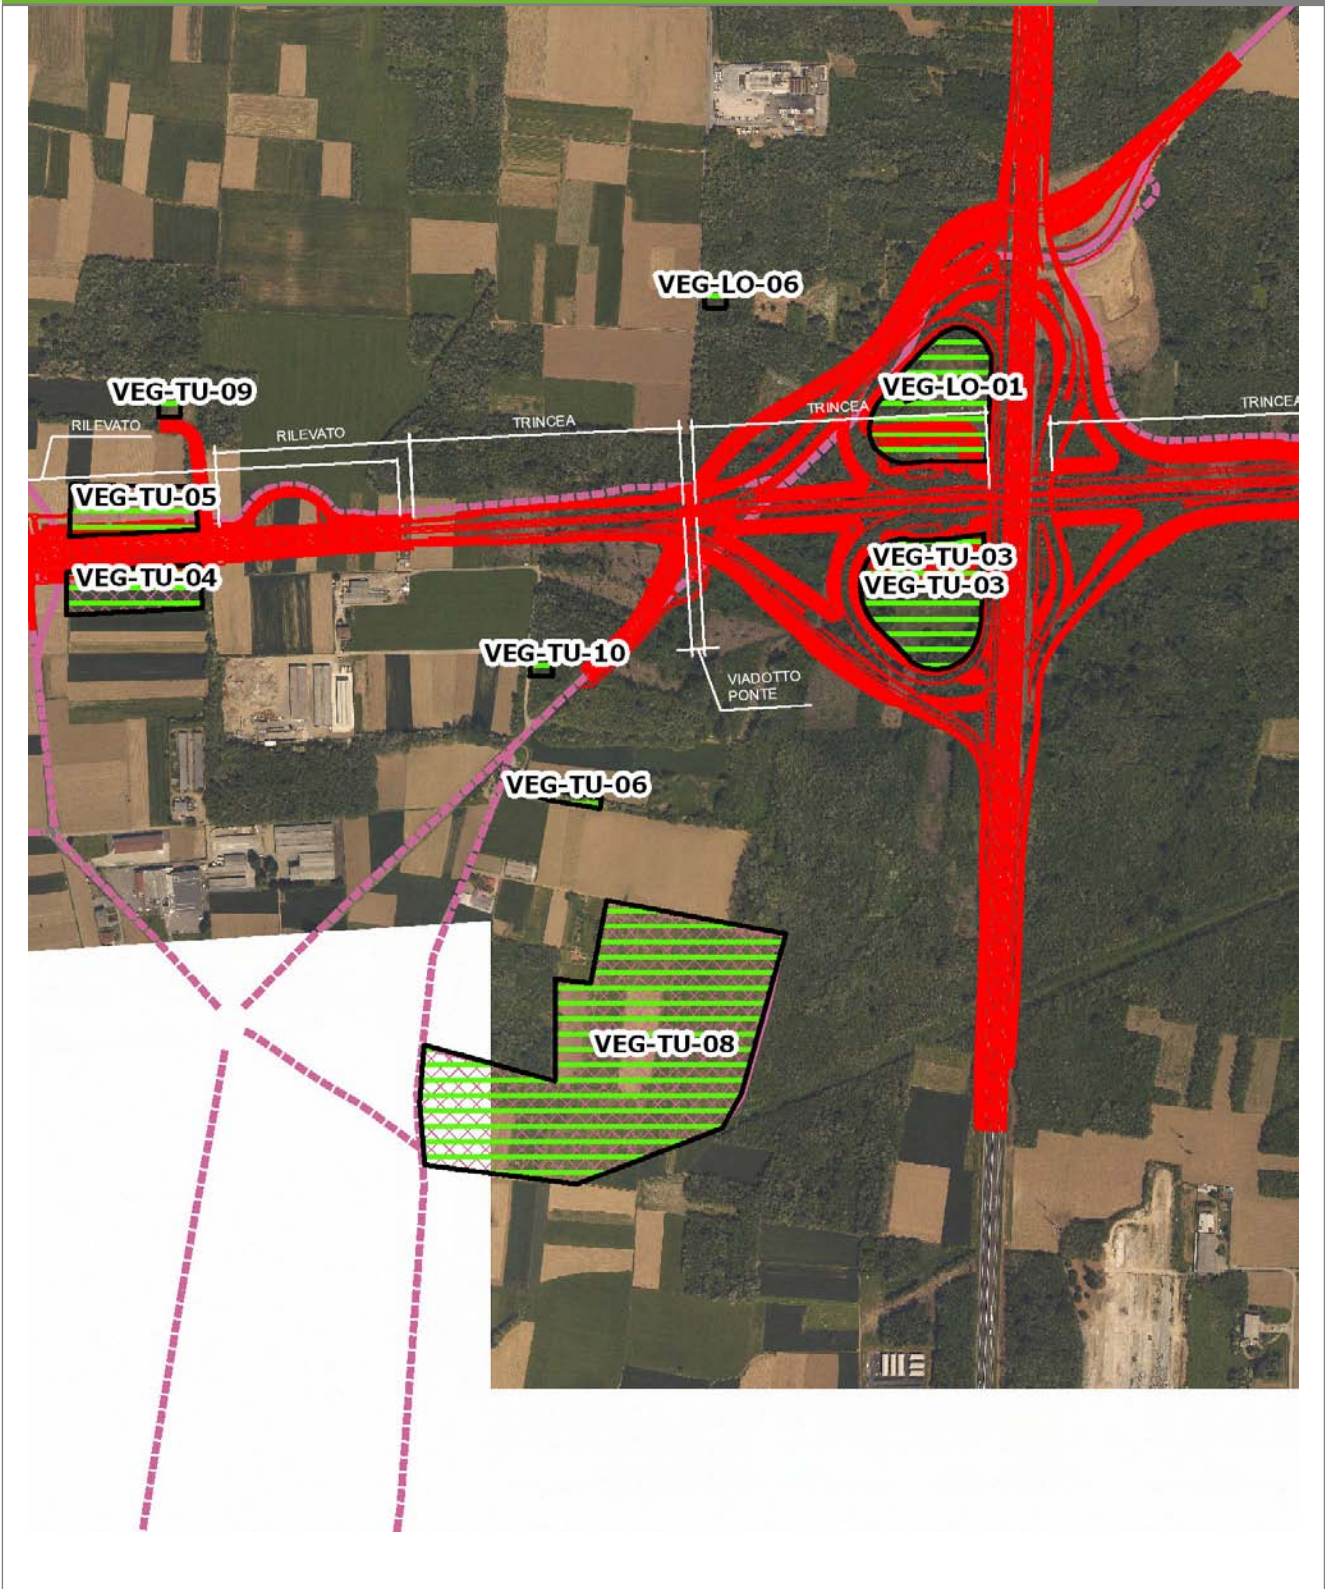 VEG-LO-06
VEG-TU-09
VEG-LO-01
TRINCEA
TRINCEA
RILEVATO
RILEVATO
TRINCEA
VEG-TU-05
VEG-TU-03
VEG-TU-04
VEG-TU-03
VEG-TU-10
VIADOTTO
PONTE
VEG-TU-06
VEG-TU-08